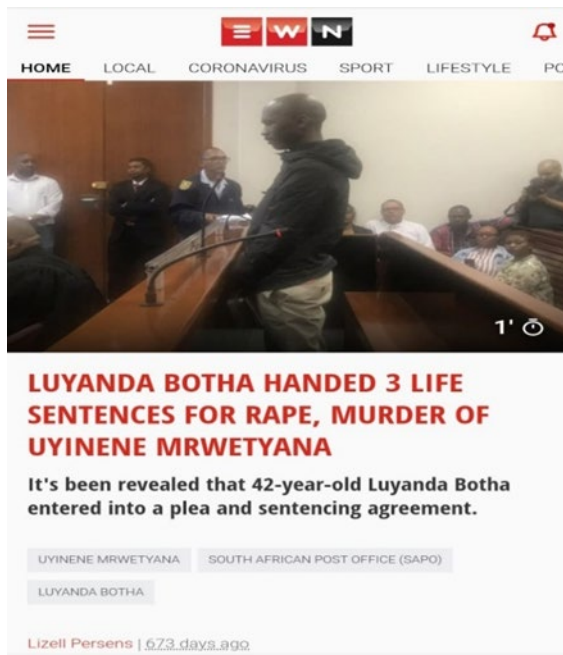 EWN
HOME LOCAL CORONAVIRUS SPORT LIFESTYLE PO
1'
LUYANDA BOTHA HANDED 3 LIFE
SENTENCES FOR RAPE, MURDER OF
UYINENE MRWETYANA
It's been revealed that 42-year-old Luyanda Botha
entered into a plea and sentencing agreement.
UYINENE MRWETYANA SOUTH AFRICAN POST OFFICE (SAPO)
LUYANDA BOTHA
Lizell Persens | 673 days ago